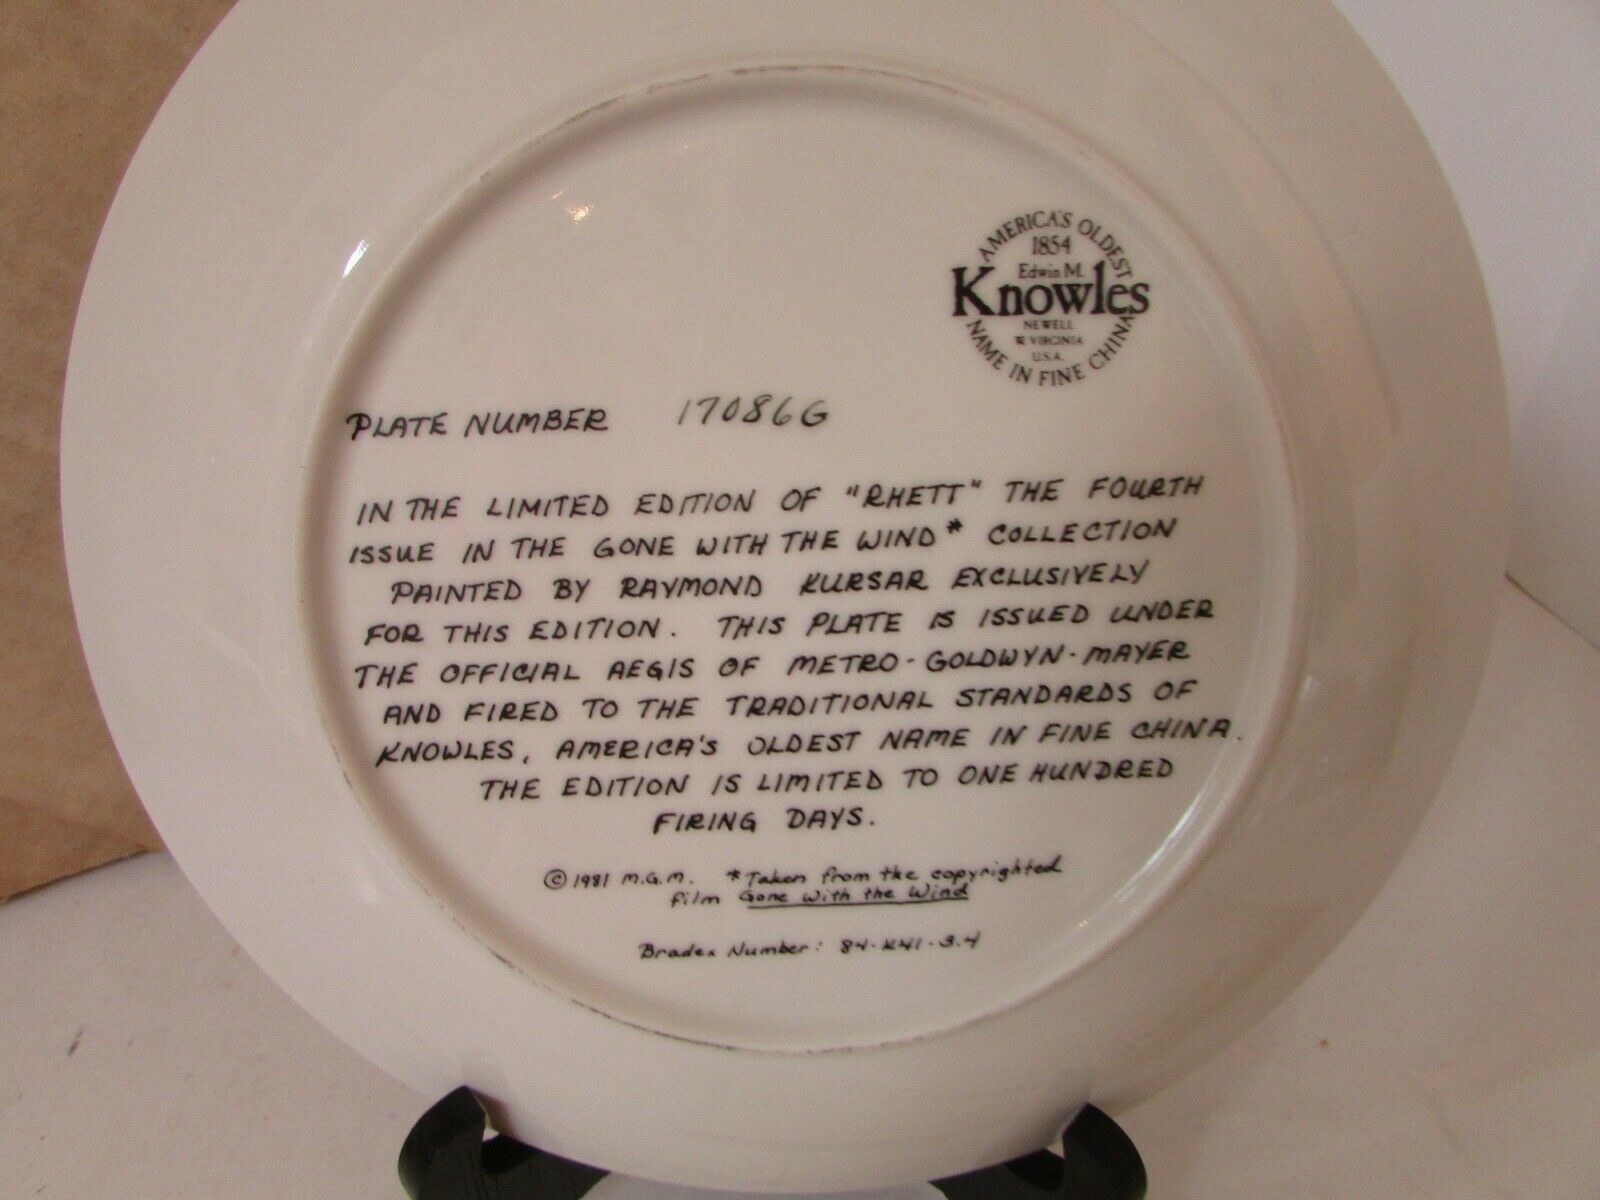 AMERICA'S OLDEST
1854
Edwin M.
Knowles
NEWELL
W. VIRGINIA
U.S.A.
NAME IN FINE CHINA
PLATE NUMBER 17086G
IN THE LIMITED EDITION OF "RHETT" THE FOURTH
ISSUE IN THE GONE WITH THE WIND* COLLECTION
PAINTED BY RAYMOND KURSAR EXCLUSIVELY
FOR THIS EDITION. THIS PLATE IS ISSUED UNDER
THE OFFICIAL AEGIS OF METRO-GOLDWYN-MAYER
AND FIRED TO THE TRADITIONAL STANDARDS OF
KNOWLES, AMERICA'S OLDEST NAME IN FINE CHINA.
THE EDITION IS LIMITED TO ONE HUNDRED
FIRING DAYS.
© 1981 M.G.M. *Taken from the copyrighted
film Gone With the Wind
Bradex Number: 84-K41-3.4